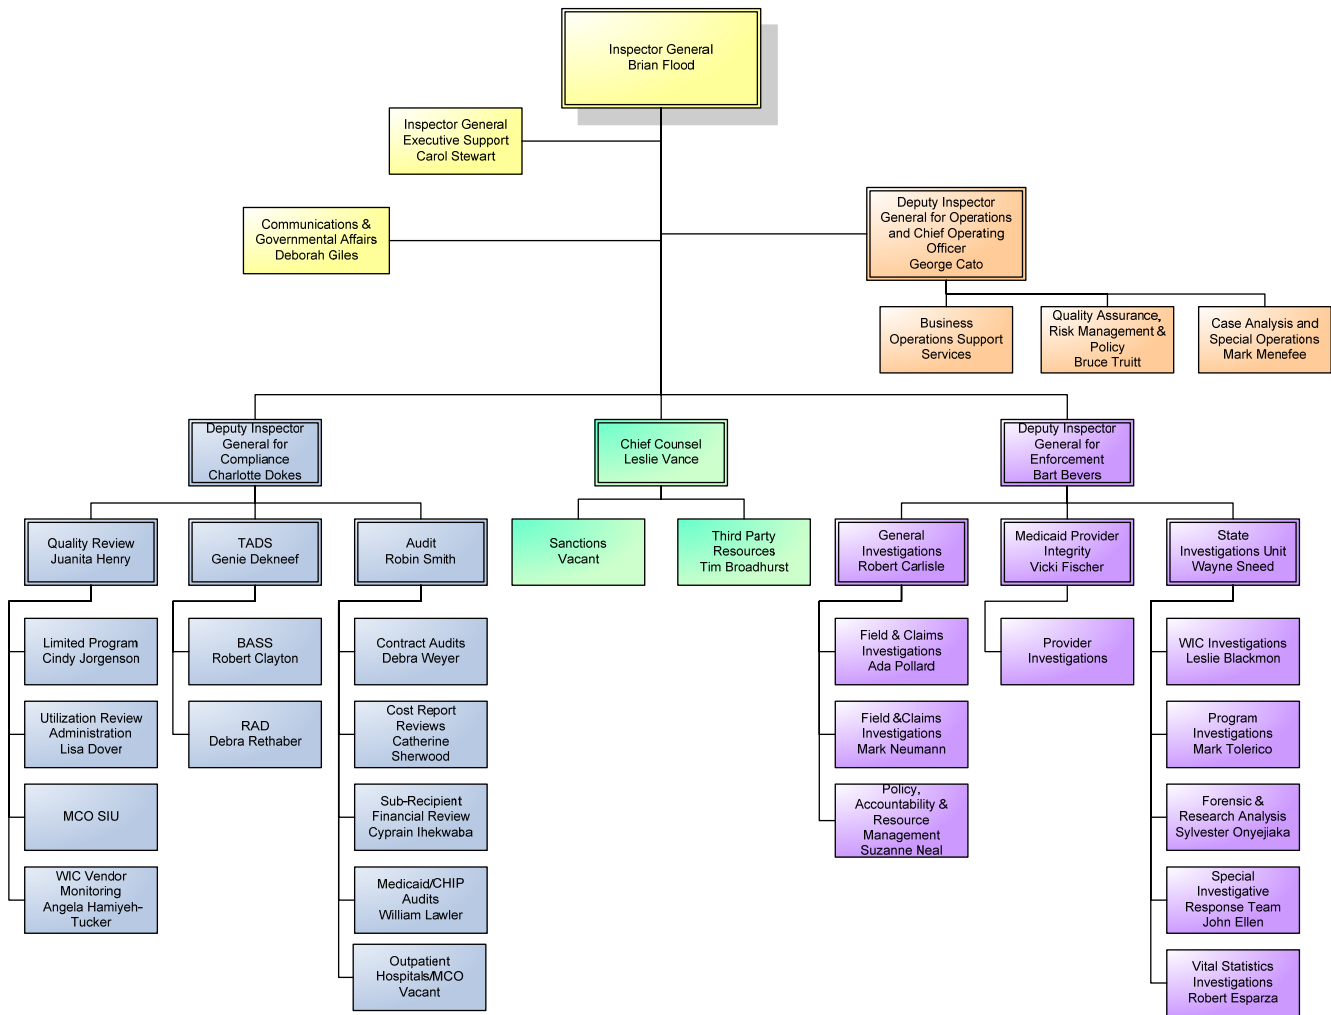 Inspector General
Brian Flood
Inspector General
Executive Support
Carol Stewart
Communications &
Governmental Affairs
Deborah Giles
Deputy Inspector
General for Operations
and Chief Operating
Officer
George Cato
Business
Operations Support
Services
Quality Assurance,
Risk Management &
Policy
Bruce Truitt
Case Analysis and
Special Operations
Mark Menefee
Deputy Inspector
General for
Compliance
Charlotte Dokes
Chief Counsel
Leslie Vance
Deputy Inspector
General for
Enforcement
Bart Bevers
Quality Review
Juanita Henry
TADS
Genie Dekneef
Audit
Robin Smith
Sanctions
Vacant
Third Party
Resources
Tim Broadhurst
General
Investigations
Robert Carlisle
Medicaid Provider
Integrity
Vicki Fischer
State
Investigations Unit
Wayne Sneed
Limited Program
Cindy Jorgenson
BASS
Robert Clayton
Contract Audits
Debra Weyer
Field & Claims
Investigations
Ada Pollard
Provider
Investigations
WIC Investigations
Leslie Blackmon
Utilization Review
Administration
Lisa Dover
RAD
Debra Rethaber
Cost Report
Reviews
Catherine
Sherwood
Field &Claims
Investigations
Mark Neumann
Program
Investigations
Mark Tolerico
MCO SIU
Sub-Recipient
Financial Review
Cyprain Ihekwaba
Policy,
Accountability &
Resource
Management
Suzanne Neal
Forensic &
Research Analysis
Sylvester Onyejiaka
WIC Vendor
Monitoring
Angela Hamiyeh-
Tucker
Medicaid/CHIP
Audits
William Lawler
Special
Investigative
Response Team
John Ellen
Outpatient
Hospitals/MCO
Vacant
Vital Statistics
Investigations
Robert Esparza